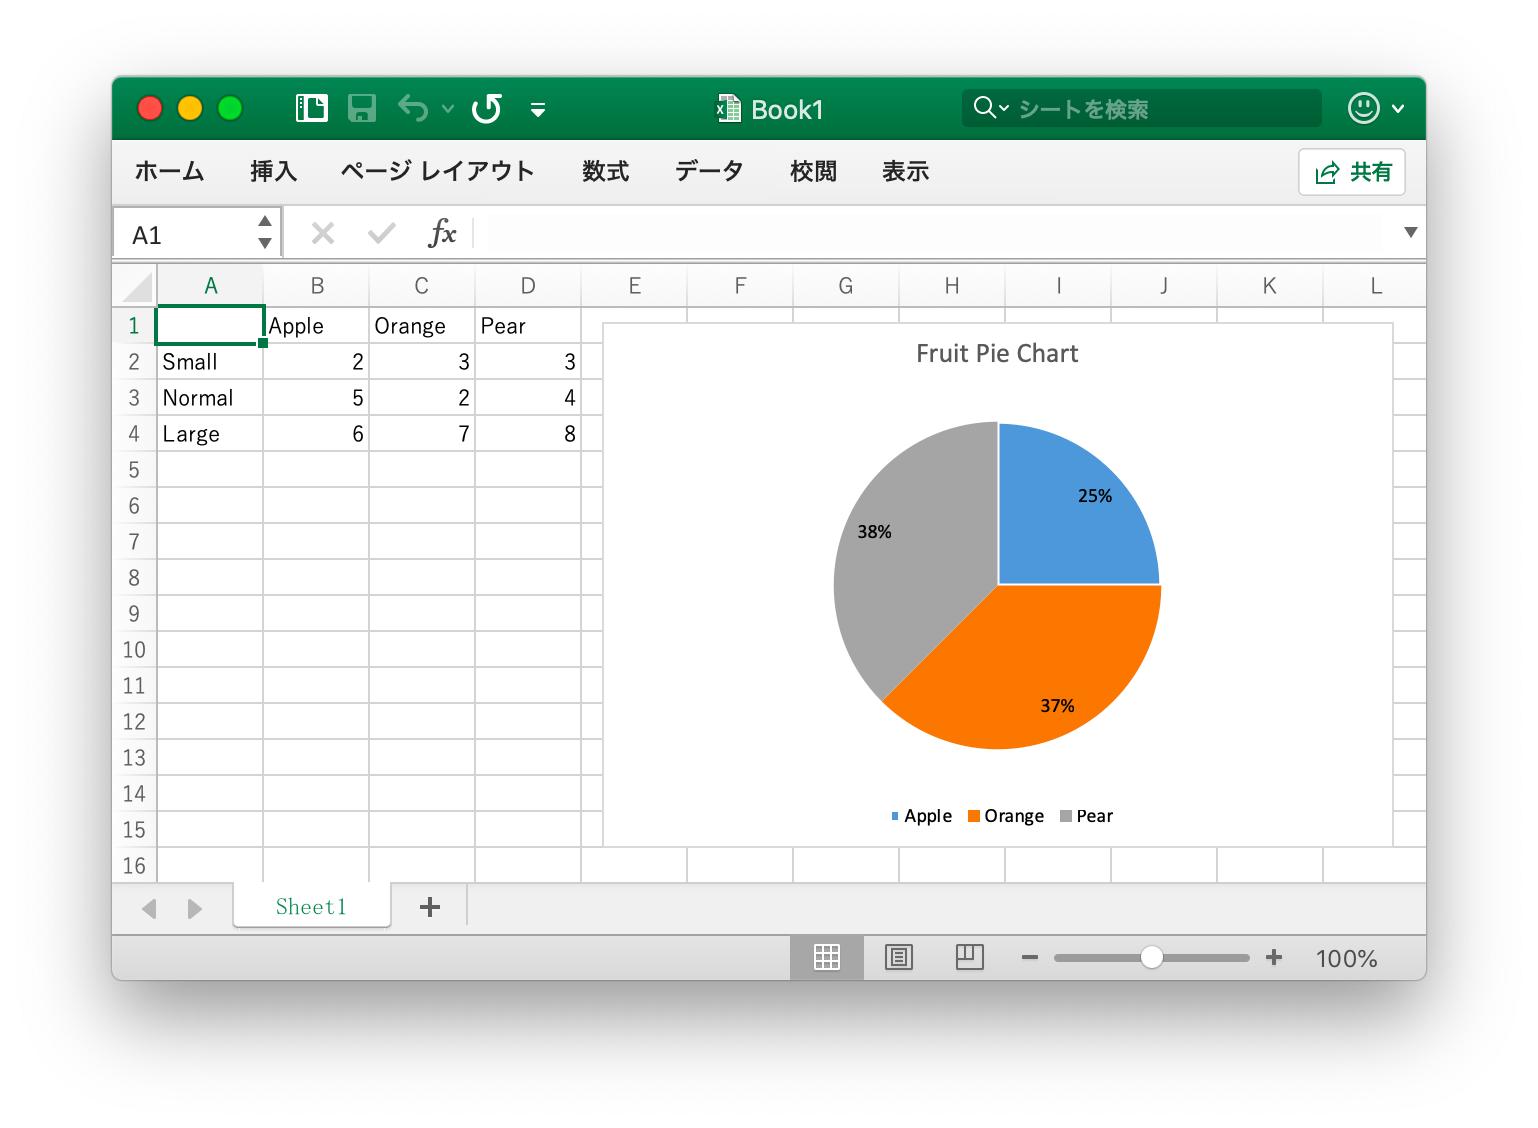 Book1
シートを検索
ホーム 挿入 ページ レイアウト 数式 データ 校閲 表示 共有
A1 fx
A B C D E F G H I J K L
1 Apple Orange Pear
2 Small 2 3 3
3 Normal 5 2 4
4 Large 6 7 8
5
6
7
8
9
10
11
12
13
14
15
16
Fruit Pie Chart
25%
38%
37%
Apple Orange Pear
Sheet1
100%